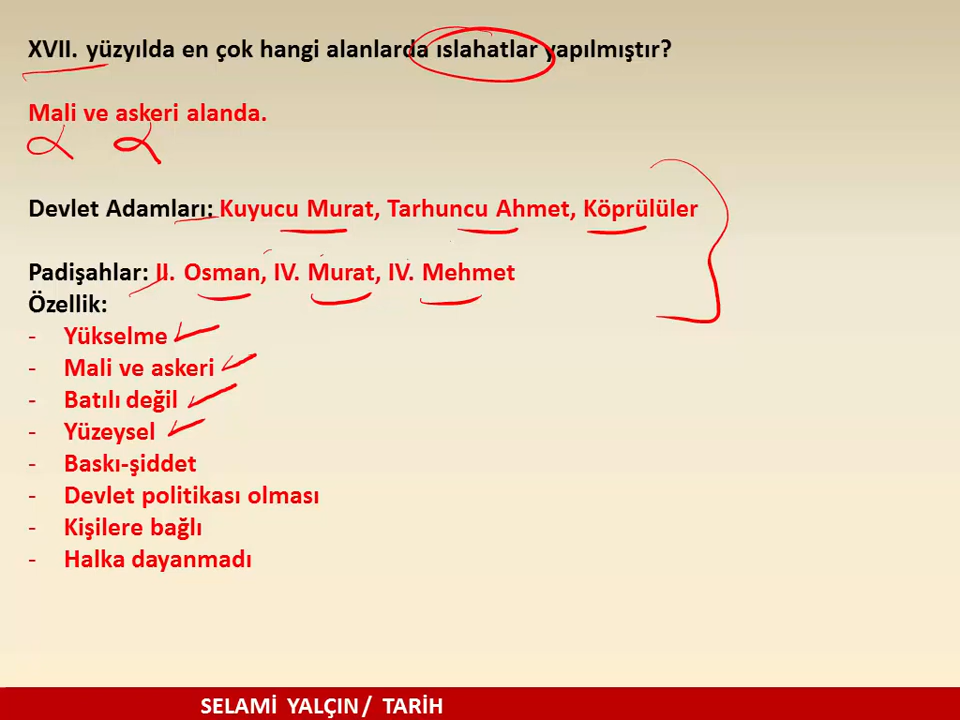 XVII. yüzyılda en çok hangi alanlarda ıslahatlar yapılmıştır?
Mali ve askeri alanda.
Devlet Adamları: Kuyucu Murat, Tarhuncu Ahmet, Köprülüler
Padişahlar: II. Osman, IV. Murat, IV. Mehmet
Özellik:
- Yükselme
- Mali ve askeri
- Batılı değil
- Yüzeysel
- Baskı-şiddet
- Devlet politikası olması
- Kişilere bağlı
- Halka dayanmadı
SELAMİ YALÇIN / TARİH